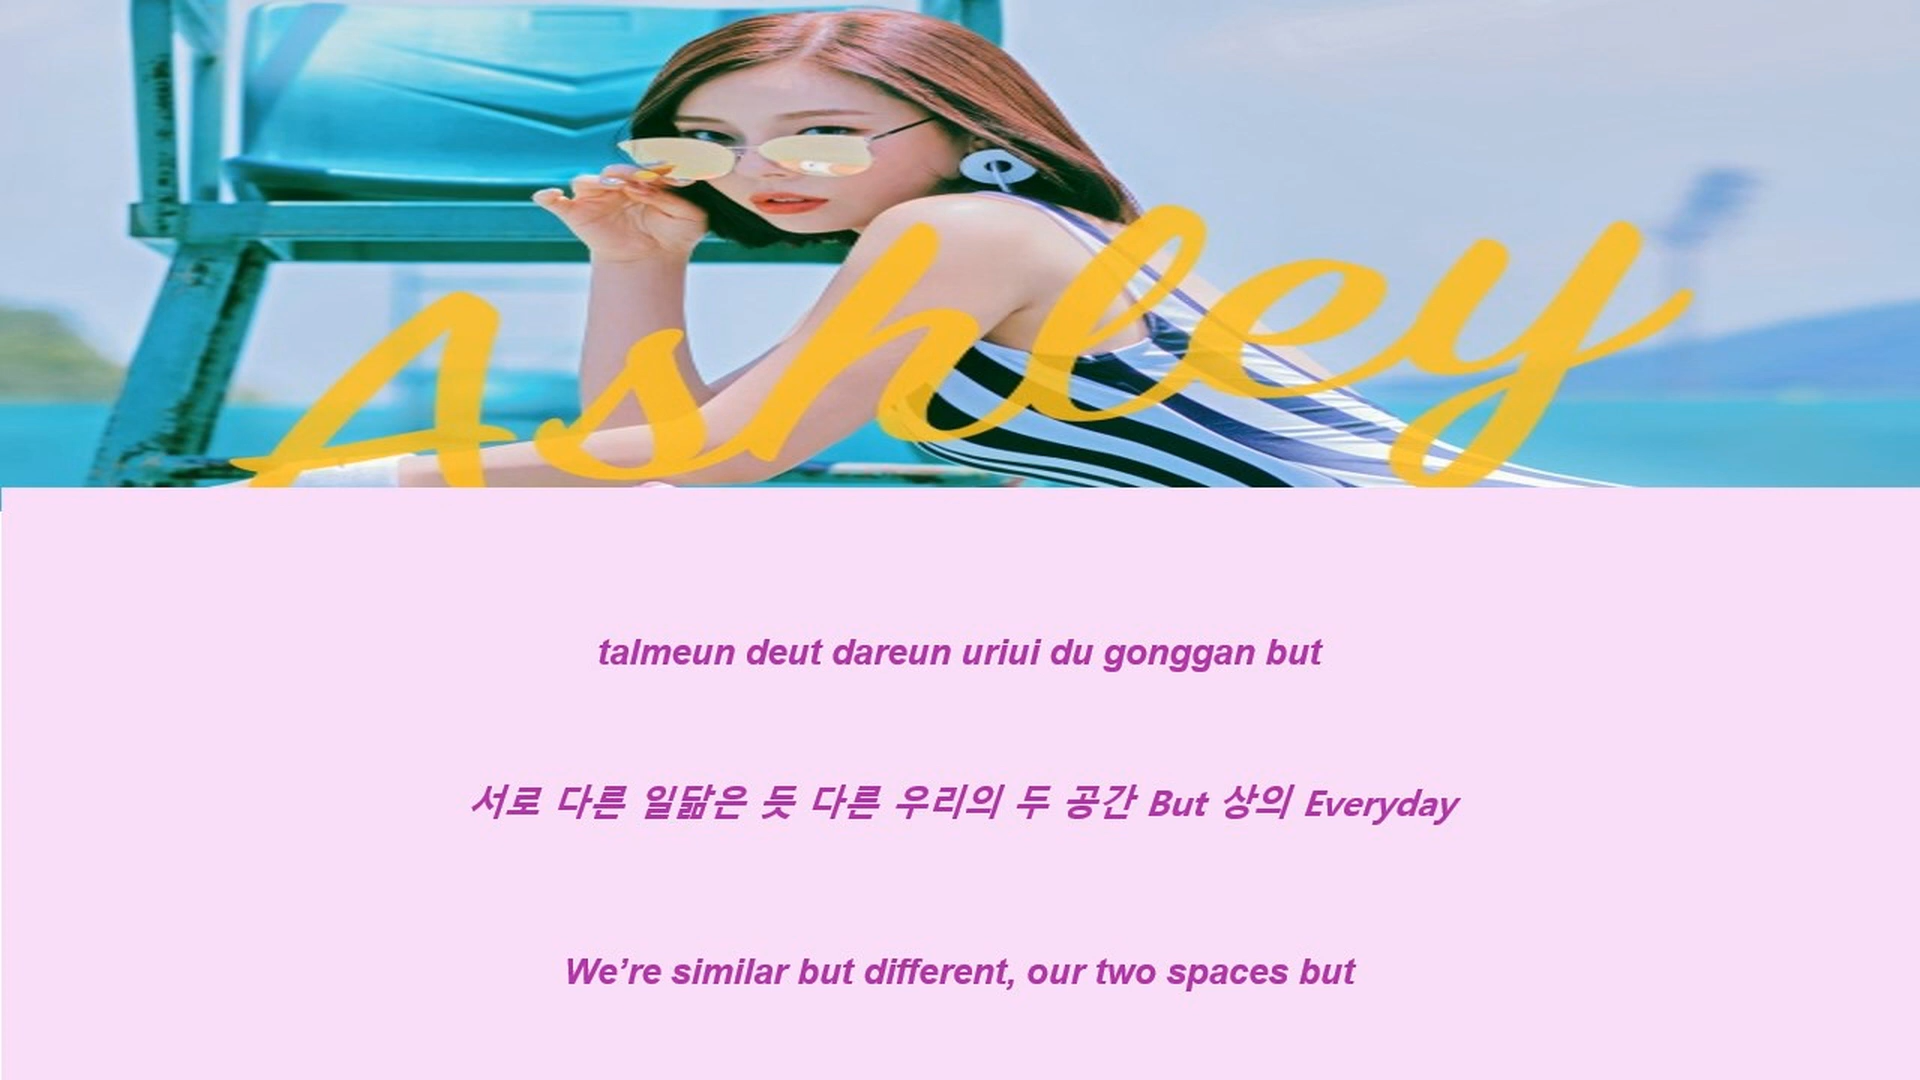 Ashley
talmeun deut dareun uriui du gonggan but
서로 다른 일닮은 듯 다른 우리의 두 공간 But 상의 Everyday
We’re similar but different, our two spaces but